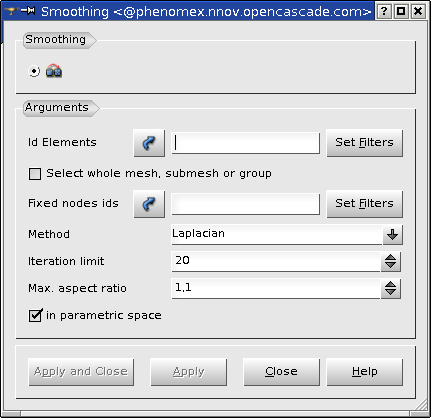 Smoothing <@phenomex.nnov.opencascade.com>
Smoothing
Arguments
Id Elements Set Filters
Select whole mesh, submesh or group
Fixed nodes ids Set Filters
Method Laplacian
Iteration limit 20
Max. aspect ratio 1,1
in parametric space
Apply and Close Apply Close Help